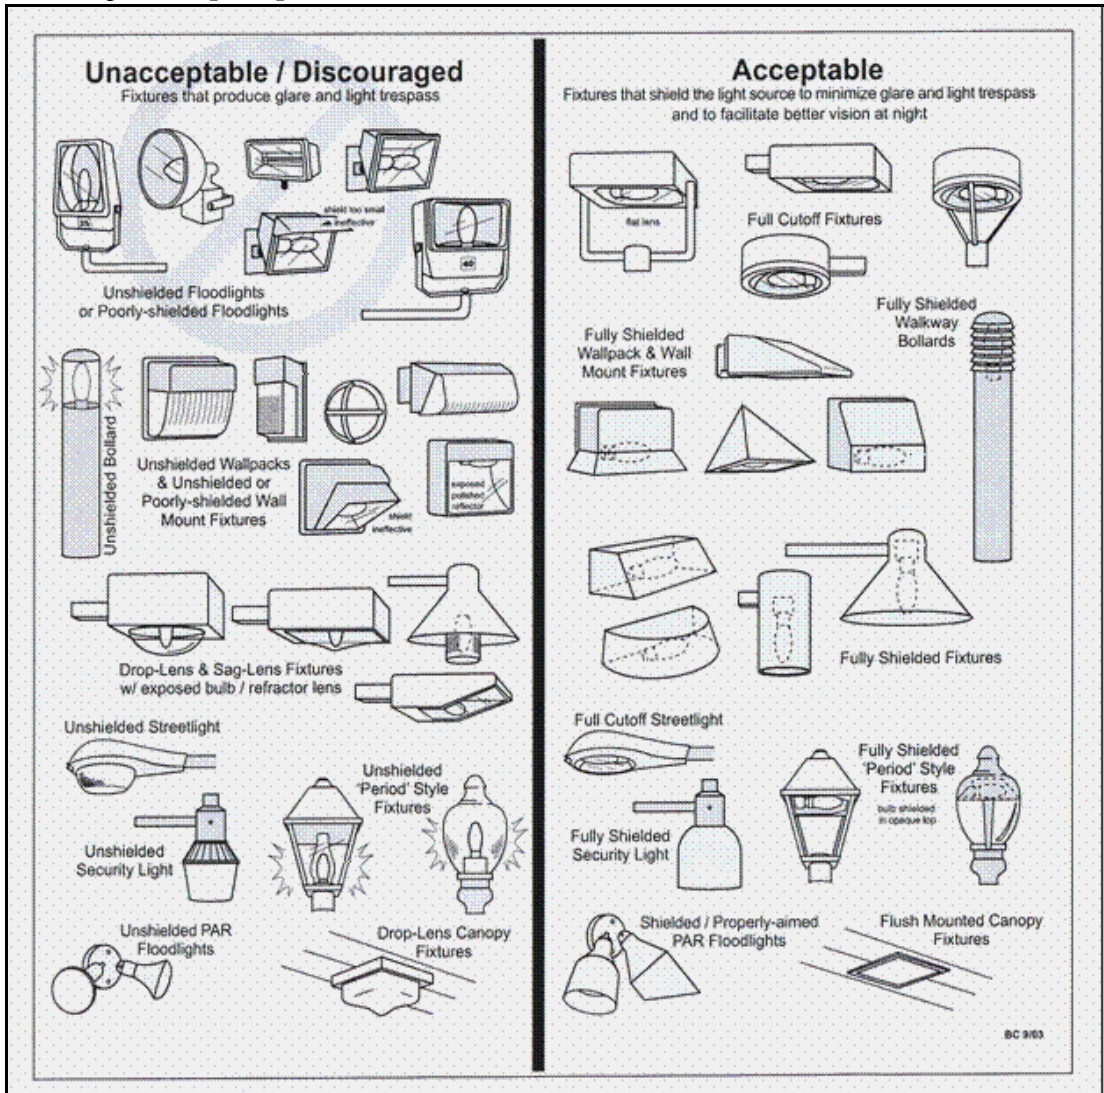 Unacceptable / Discouraged
Fixtures that produce glare and light trespass
shield too small
ineffective
Unshielded Floodlights
or Poorly-shielded Floodlights
Unshielded Bollard
Unshielded Wallpacks
& Unshielded or
Poorly-shielded Wall
Mount Fixtures
exposed
polished
reflector
shield
ineffective
Drop-Lens & Sag-Lens Fixtures
w/ exposed bulb / refractor lens
Unshielded Streetlight
Unshielded
'Period' Style
Fixtures
Unshielded
Security Light
Unshielded PAR
Floodlights
Drop-Lens Canopy
Fixtures
Acceptable
Fixtures that shield the light source to minimize glare and light trespass
and to facilitate better vision at night
flat lens
Full Cutoff Fixtures
Fully Shielded
Wallpack & Wall
Mount Fixtures
Fully Shielded
Walkway
Bollards
Fully Shielded Fixtures
Full Cutoff Streetlight
Fully Shielded
'Period' Style
Fixtures
bulb shielded
in opaque top
Fully Shielded
Security Light
Shielded / Properly-aimed
PAR Floodlights
Flush Mounted Canopy
Fixtures
BC 9/03